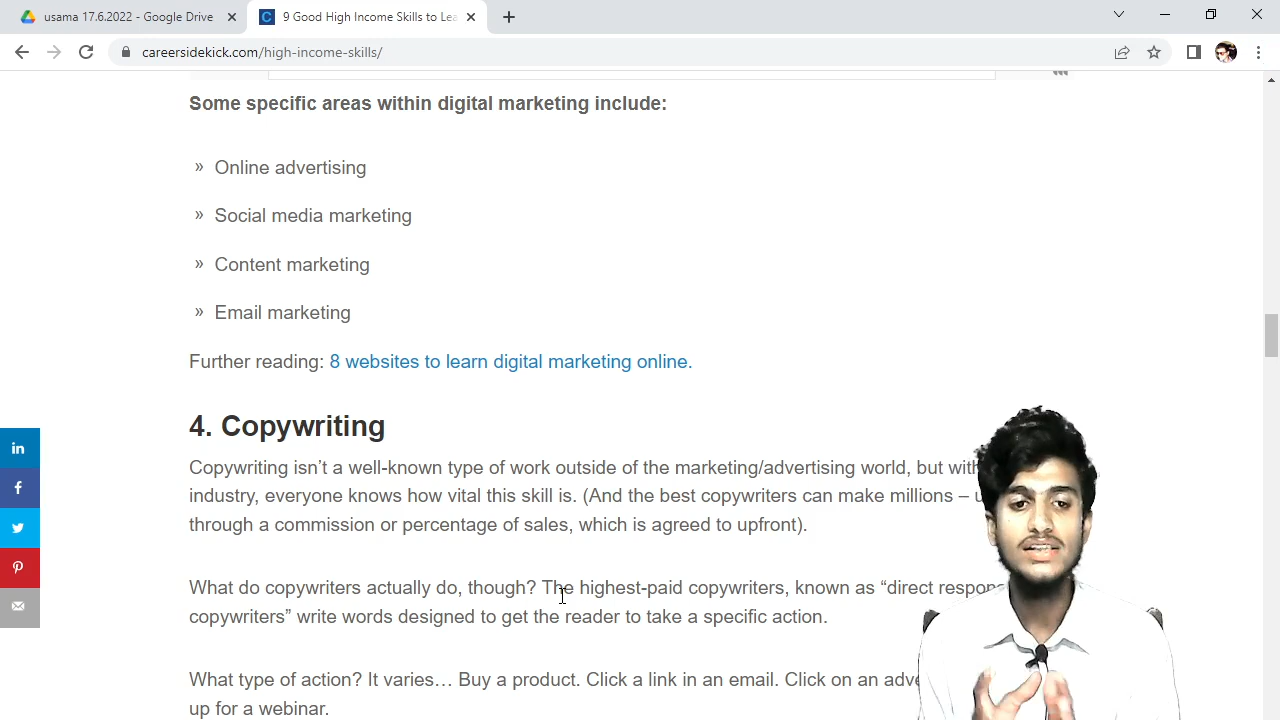 usama 17.6.2022 - Google Drive
9 Good High Income Skills to Lea
careersidekick.com/high-income-skills/
Some specific areas within digital marketing include:
» Online advertising
» Social media marketing
» Content marketing
» Email marketing
Further reading: 8 websites to learn digital marketing online.
4. Copywriting
Copywriting isn’t a well-known type of work outside of the marketing/advertising world, but with
industry, everyone knows how vital this skill is. (And the best copywriters can make millions –
through a commission or percentage of sales, which is agreed to upfront).
What do copywriters actually do, though? The highest-paid copywriters, known as “direct respon
copywriters” write words designed to get the reader to take a specific action.
What type of action? It varies… Buy a product. Click a link in an email. Click on an adve
up for a webinar.
in
f